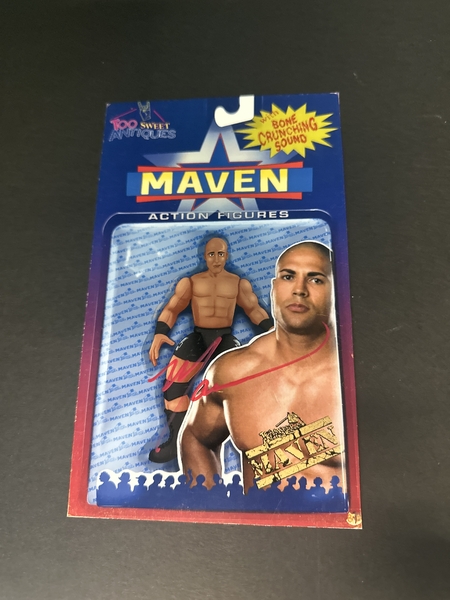 TOO SWEET
ANTIQUES
BONE
CRUNCHING
SOUND
MAVEN
ACTION FIGURES
MAVEN